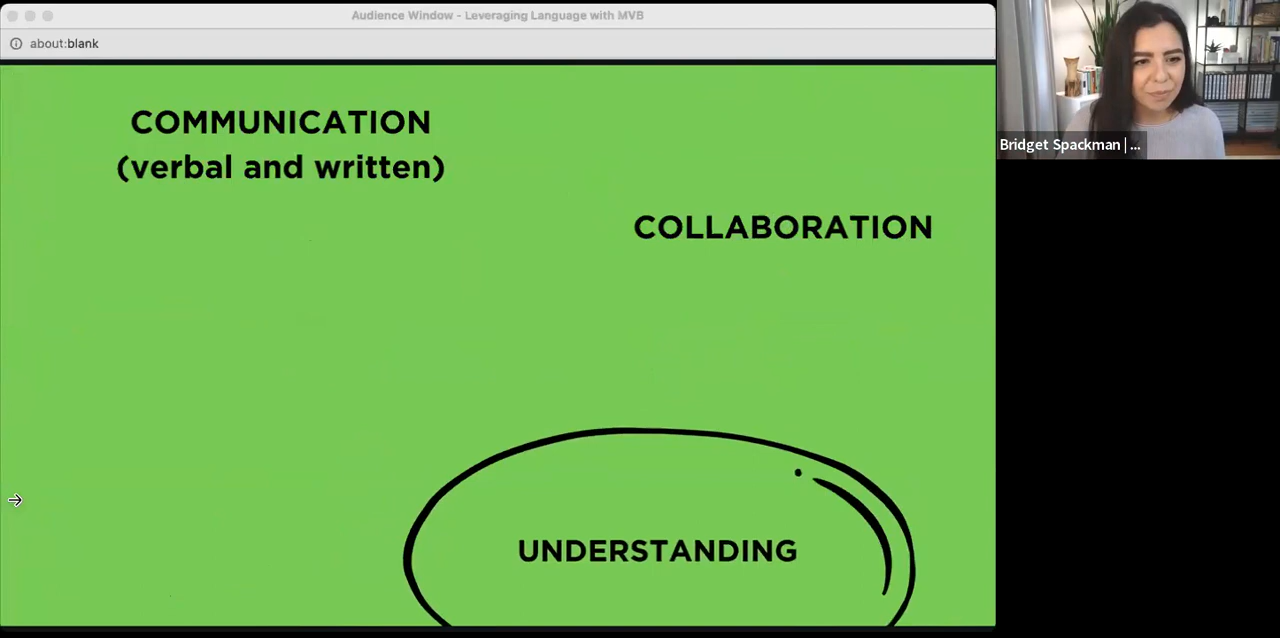 Audience Window - Leveraging Language with MVB
about:blank
COMMUNICATION
(verbal and written)
COLLABORATION
UNDERSTANDING
Bridget Spackman | ...